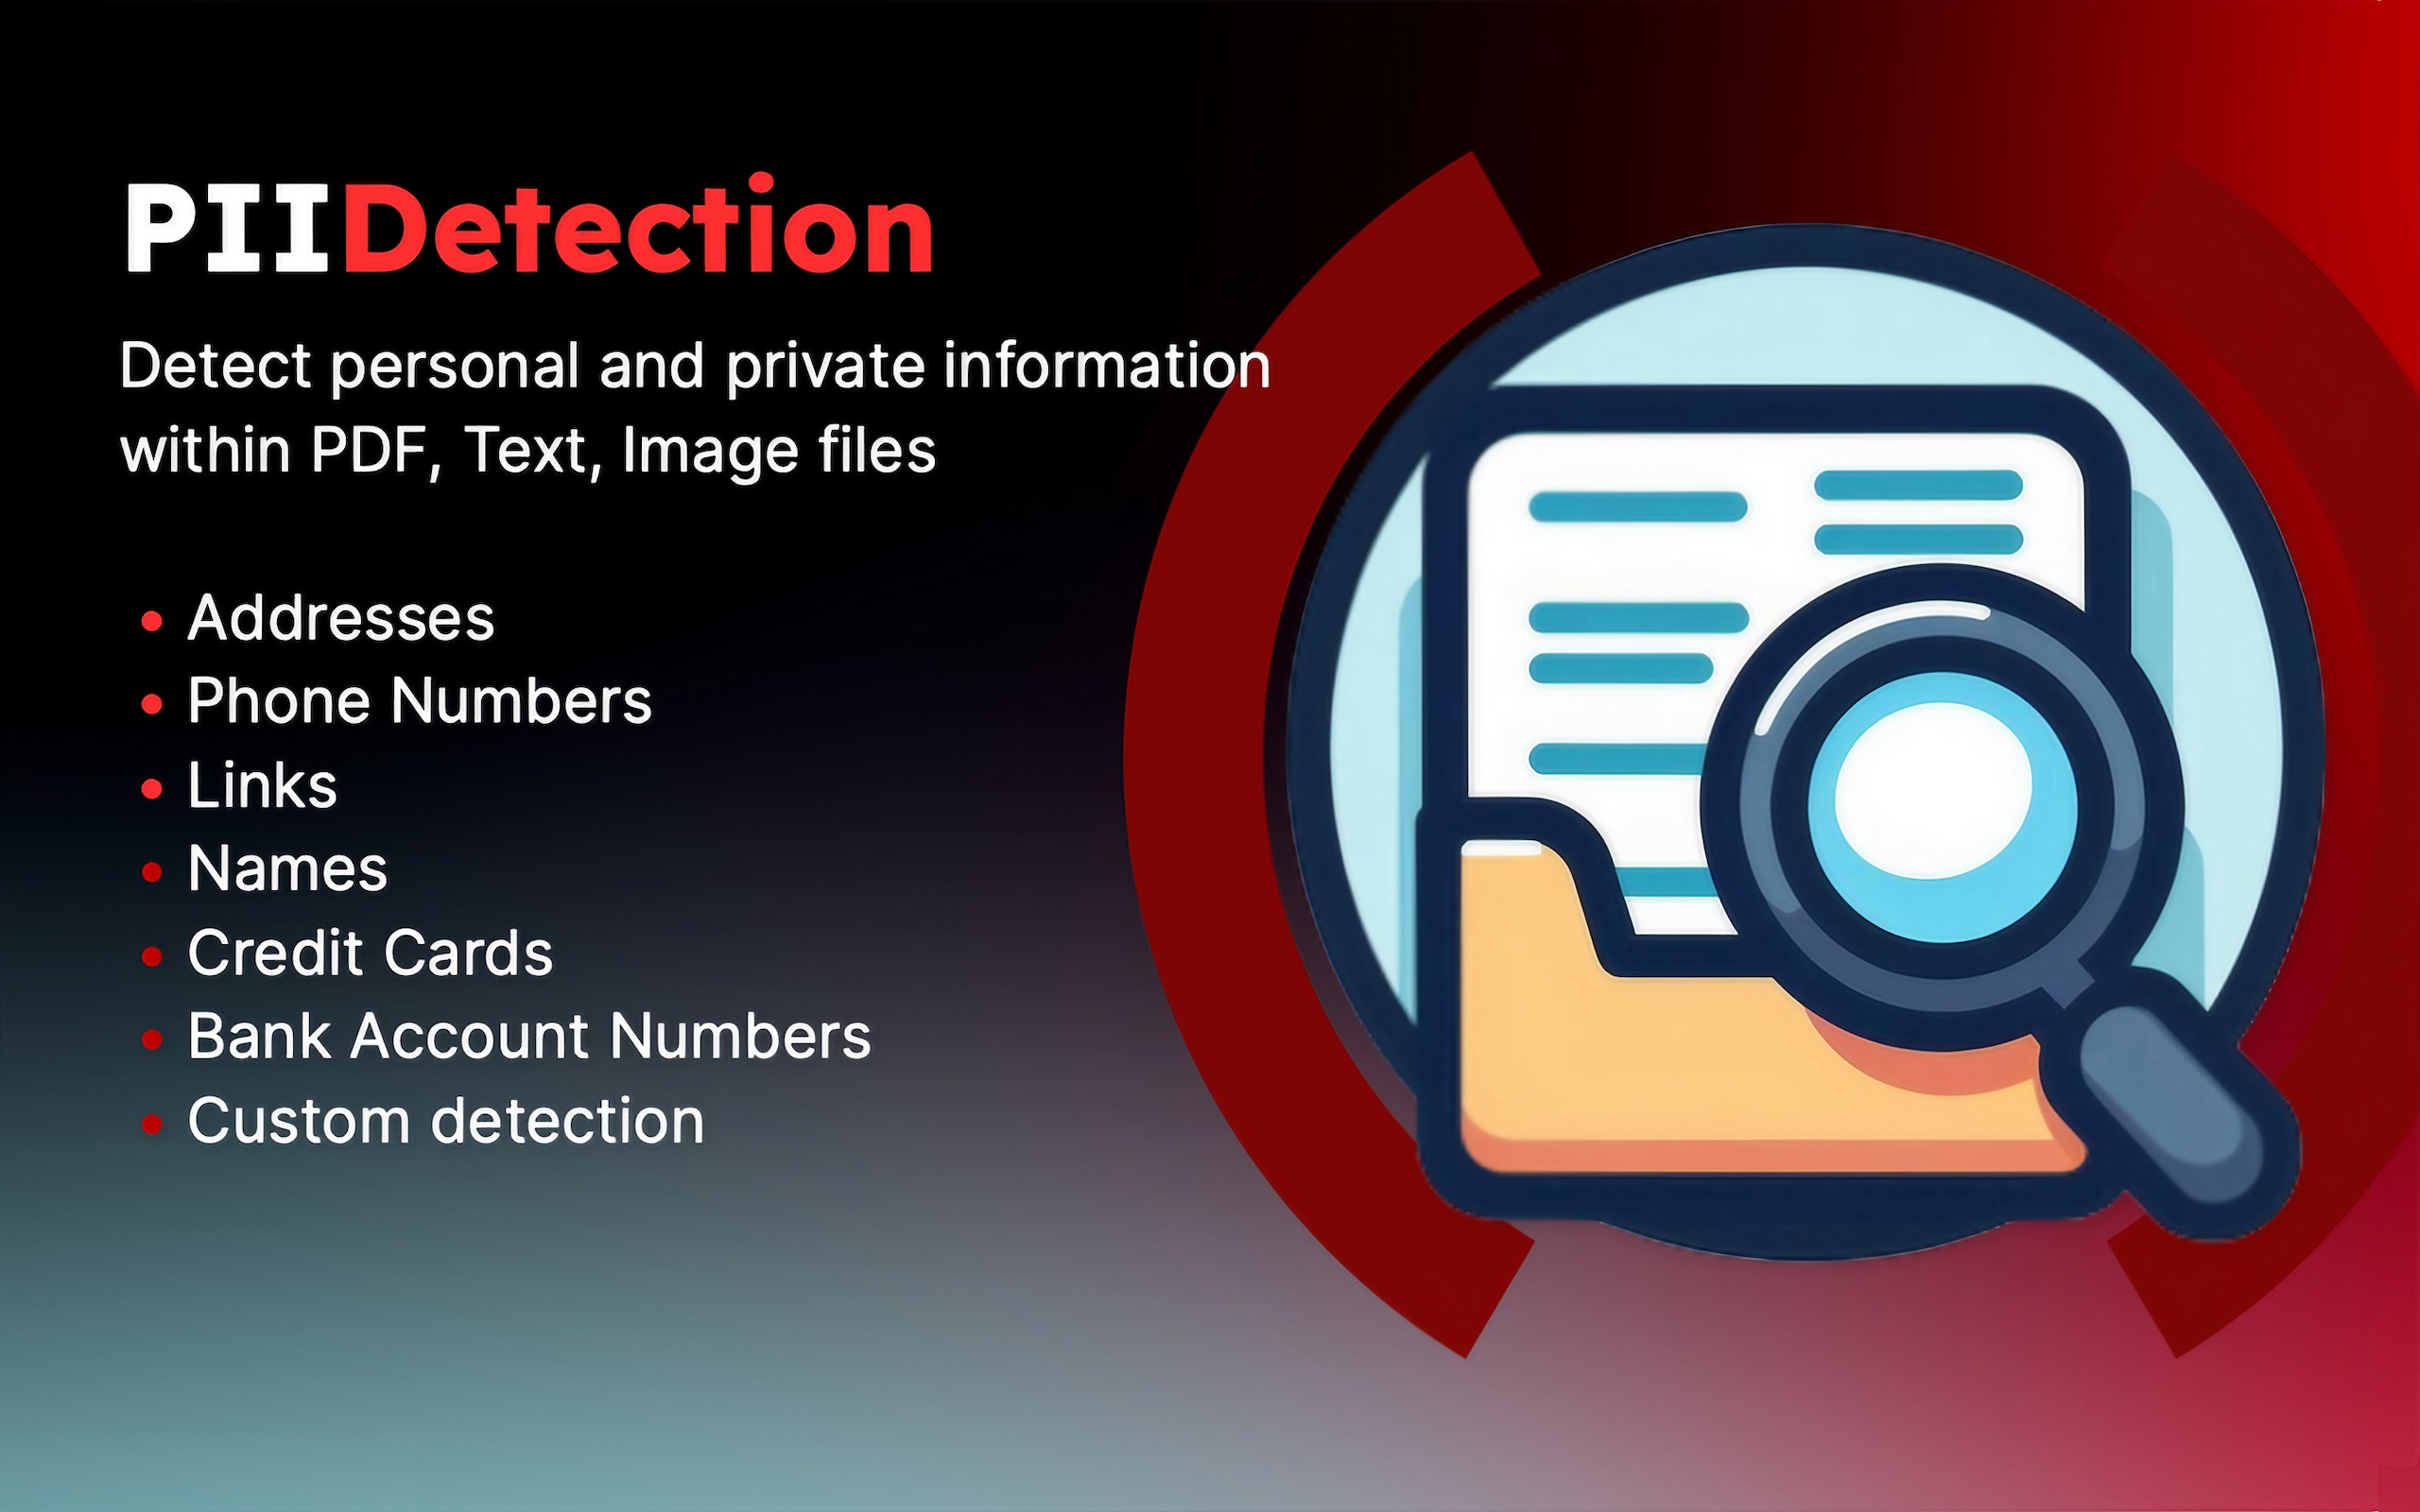 PIIDetection
Detect personal and private information
within PDF, Text, Image files
Addresses
Phone Numbers
Links
Names
Credit Cards
Bank Account Numbers
Custom detection